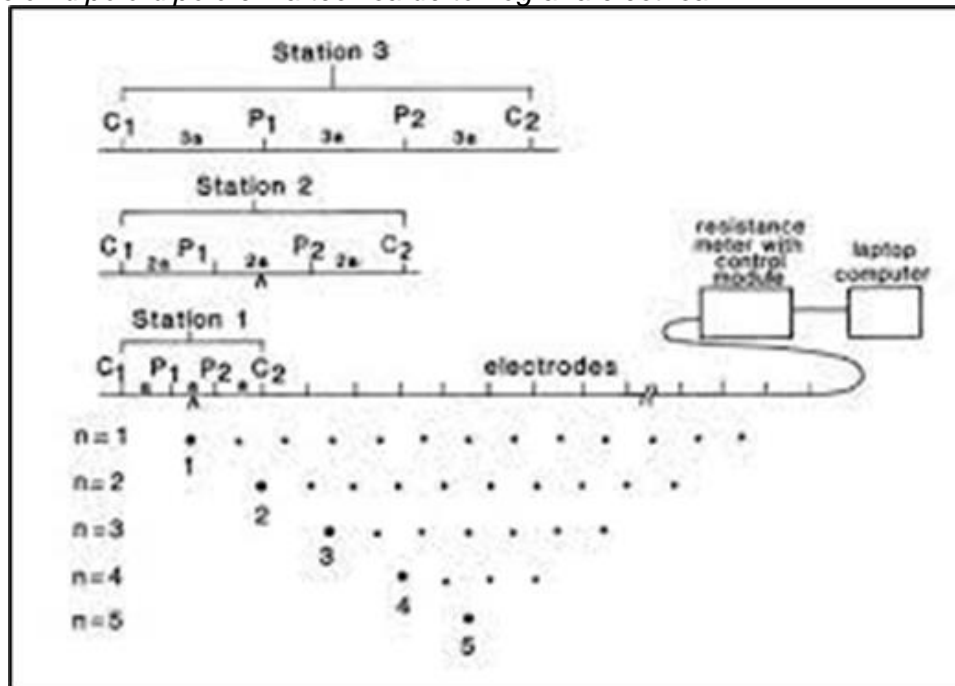 Station 3
C1 P1 P2 C2
3a 3a 3a
Station 2
C1 P1 P2 C2
2a 2a 2a
resistance
meter with
control
module
laptop
computer
Station 1
C1 P1 P2 C2
a a a
electrodes
n=1
1
n=2
2
n=3
3
n=4
4
n=5
5